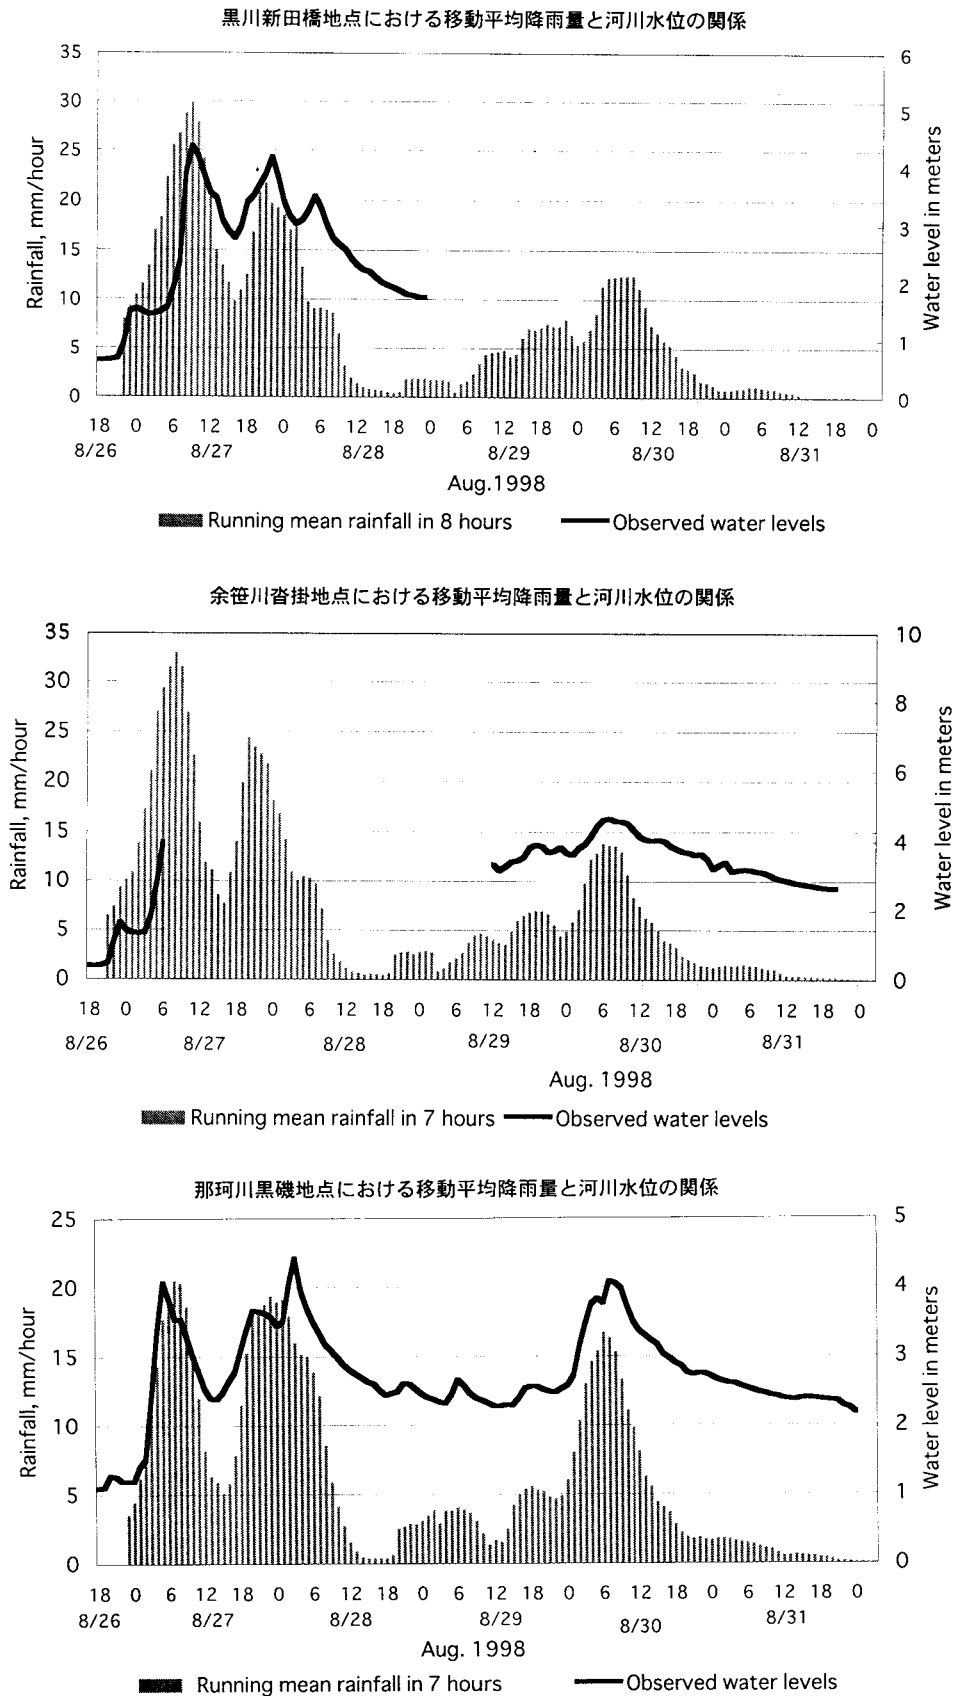 黒川新田橋地点における移動平均降雨量と河川水位の関係
35
30
25
20
15
10
5
0
Rainfall, mm/hour
6
5
4
3
2
1
0
Water level in meters
18 0 6 12 18 0 6 12 18 0 6 12 18 0 6 12 18 0 6 12 18 0
8/26 8/27 8/28 8/29 8/30 8/31
Aug.1998
Running mean rainfall in 8 hours Observed water levels
余笹川沓掛地点における移動平均降雨量と河川水位の関係
35
30
25
20
15
10
5
0
Rainfall, mm/hour
10
8
6
4
2
0
Water level in meters
18 0 6 12 18 0 6 12 18 0 6 12 18 0 6 12 18 0 6 12 18 0
8/26 8/27 8/28 8/29 8/30 8/31
Aug. 1998
Running mean rainfall in 7 hours Observed water levels
那珂川黒磯地点における移動平均降雨量と河川水位の関係
25
20
15
10
5
0
Rainfall, mm/hour
5
4
3
2
1
0
Water level in meters
18 0 6 12 18 0 6 12 18 0 6 12 18 0 6 12 18 0 6 12 18 0
8/26 8/27 8/28 8/29 8/30 8/31
Aug. 1998
Running mean rainfall in 7 hours Observed water levels